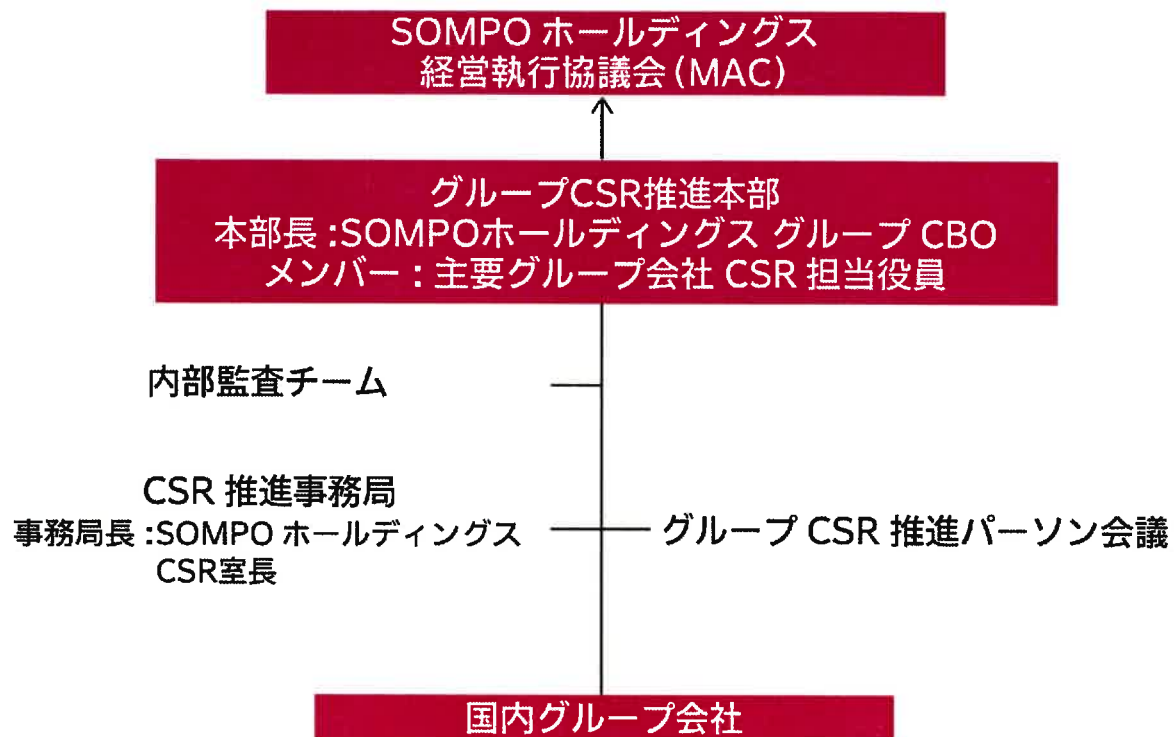 SOMPO ホールディングス
経営執行協議会(MAC)
グループCSR推進本部
本部長:SOMPOホールディングス グループ CBO
メンバー:主要グループ会社 CSR 担当役員
内部監査チーム
CSR 推進事務局
事務局長:SOMPO ホールディングス
CSR室長
グループ CSR 推進パーソン会議
国内グループ会社